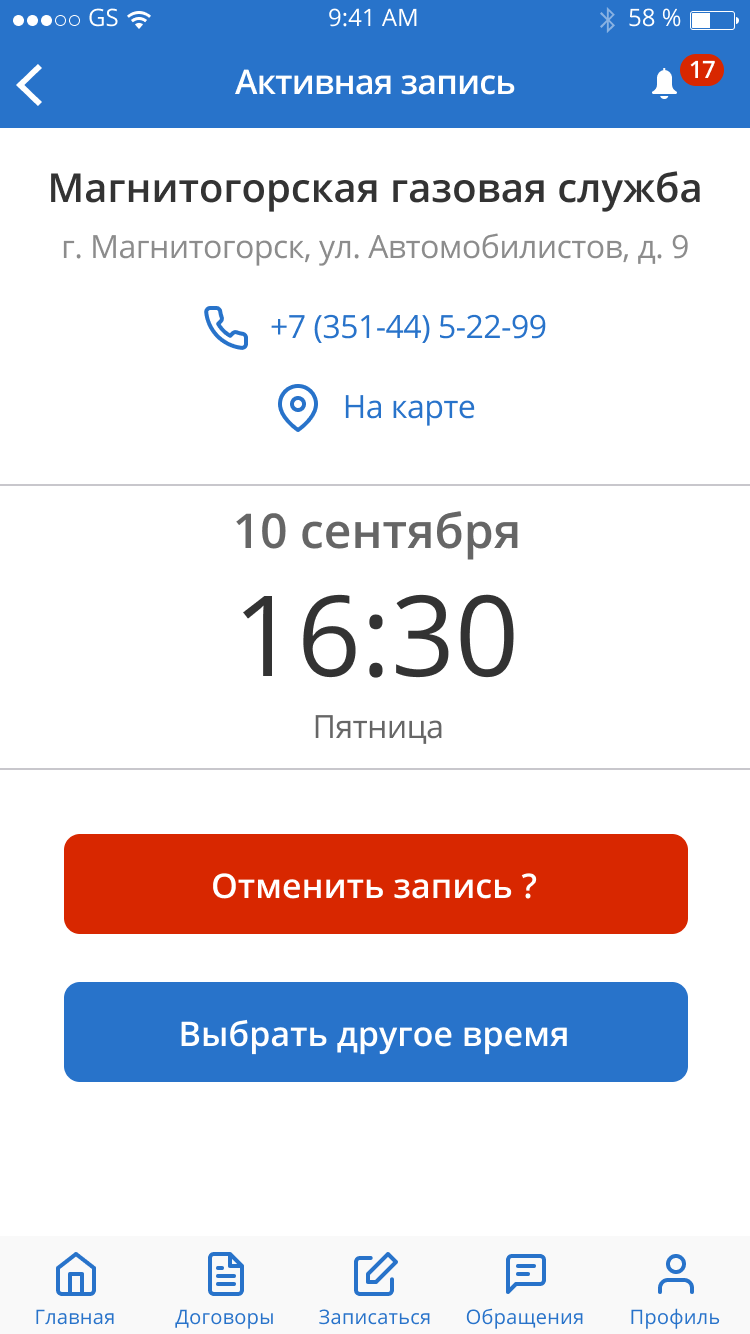 GS 9:41 AM 58 %
Активная запись 17
Магнитогорская газовая служба
г. Магнитогорск, ул. Автомобилистов, д. 9
+7 (351-44) 5-22-99
На карте
10 сентября
16:30
Пятница
Отменить запись ?
Выбрать другое время
Главная Договоры Записаться Обращения Профиль